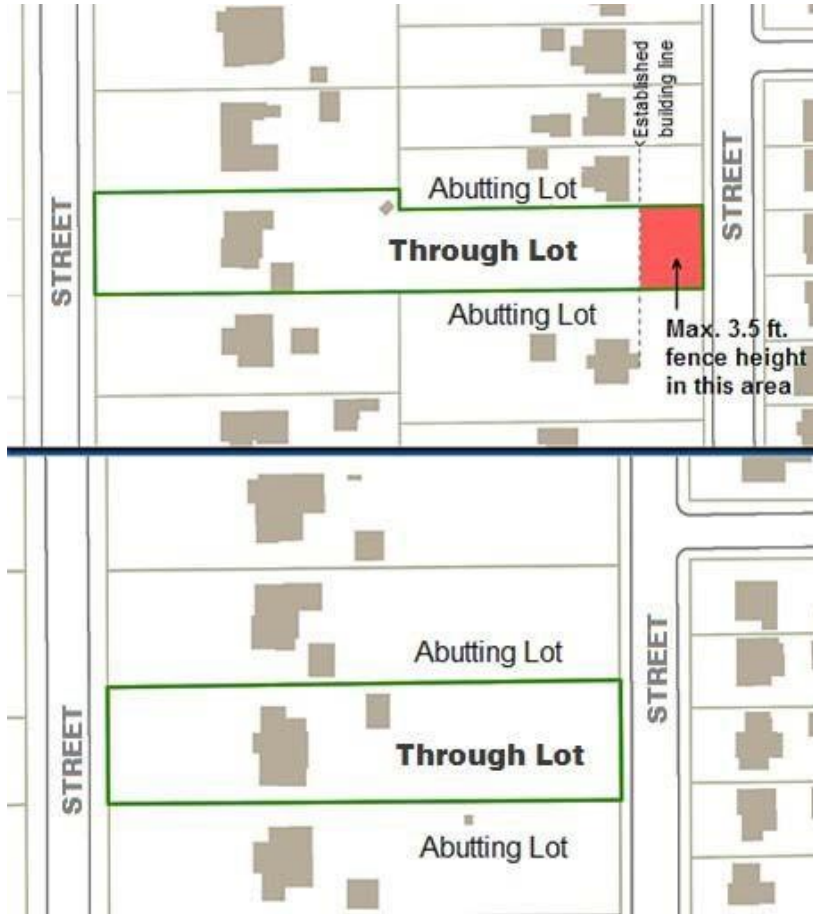 Established
building line
STREET
Abutting Lot
STREET
Through Lot
Abutting Lot
Max. 3.5 ft.
fence height
in this area
Abutting Lot
STREET
STREET
Through Lot
Abutting Lot